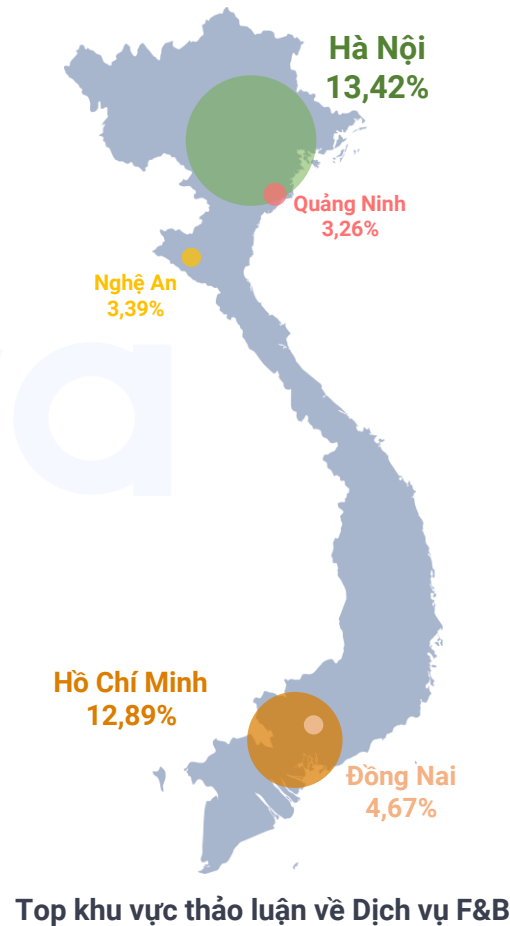 Hà Nội
13,42%
Quảng Ninh
3,26%
Nghệ An
3,39%
Hồ Chí Minh
12,89%
Đồng Nai
4,67%
Top khu vực thảo luận về Dịch vụ F&B